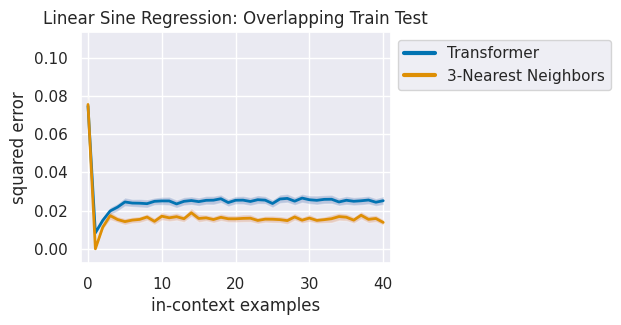 Linear Sine Regression: Overlapping Train Test
squared error
0.10
0.08
0.06
0.04
0.02
0.00
0
10
20
30
40
in-context examples
Transformer
3-Nearest Neighbors